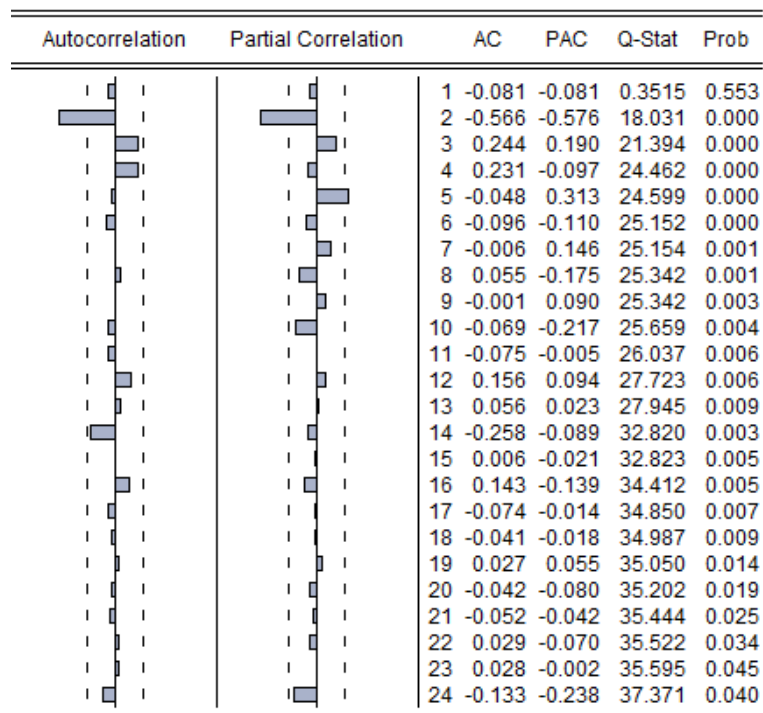 Autocorrelation Partial Correlation AC PAC Q-Stat Prob
1 -0.081 -0.081 0.3515 0.553
2 -0.566 -0.576 18.031 0.000
3 0.244 0.190 21.394 0.000
4 0.231 -0.097 24.462 0.000
5 -0.048 0.313 24.599 0.000
6 -0.096 -0.110 25.152 0.000
7 -0.006 0.146 25.154 0.001
8 0.055 -0.175 25.342 0.001
9 -0.001 0.090 25.342 0.003
10 -0.069 -0.217 25.659 0.004
11 -0.075 -0.005 26.037 0.006
12 0.156 0.094 27.723 0.006
13 0.056 0.023 27.945 0.009
14 -0.258 -0.089 32.820 0.003
15 0.006 -0.021 32.823 0.005
16 0.143 -0.139 34.412 0.005
17 -0.074 -0.014 34.850 0.007
18 -0.041 -0.018 34.987 0.009
19 0.027 0.055 35.050 0.014
20 -0.042 -0.080 35.202 0.019
21 -0.052 -0.042 35.444 0.025
22 0.029 -0.070 35.522 0.034
23 0.028 -0.002 35.595 0.045
24 -0.133 -0.238 37.371 0.040